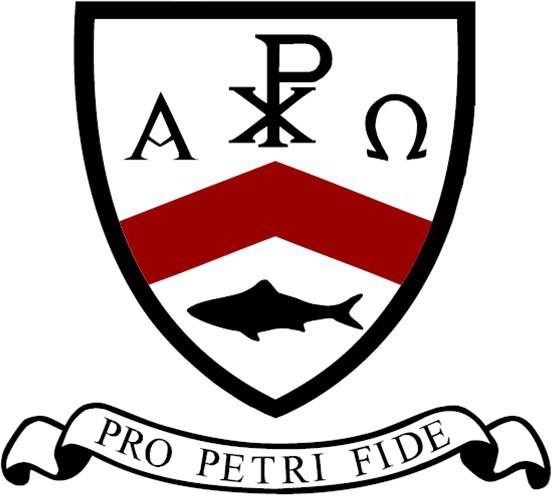 Α ☧ Ω
PRO PETRI FIDE